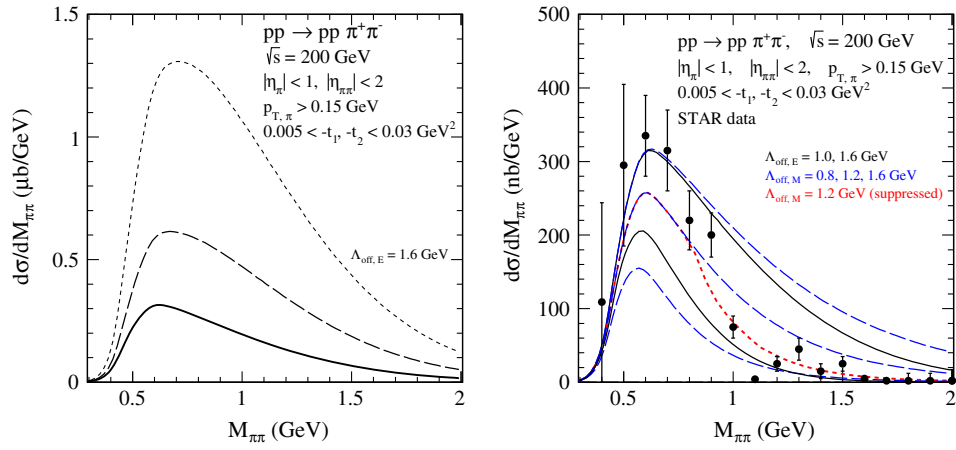 dσ/dM_ππ (μb/GeV)
1.5
1
0.5
0
pp → pp π⁺π⁻
√s = 200 GeV
|η_π| < 1, |η_ππ| < 2
p_T, π > 0.15 GeV
0.005 < -t₁, -t₂ < 0.03 GeV²
Λ_off, E = 1.6 GeV
0.5 1 1.5 2
M_ππ (GeV)
dσ/dM_ππ (nb/GeV)
500
400
300
200
100
0
pp → pp π⁺π⁻, √s = 200 GeV
|η_π| < 1, |η_ππ| < 2, p_T, π > 0.15 GeV
0.005 < -t₁, -t₂ < 0.03 GeV²
STAR data
Λ_off, E = 1.0, 1.6 GeV
Λ_off, M = 0.8, 1.2, 1.6 GeV
Λ_off, M = 1.2 GeV (suppressed)
0.5 1 1.5 2
M_ππ (GeV)